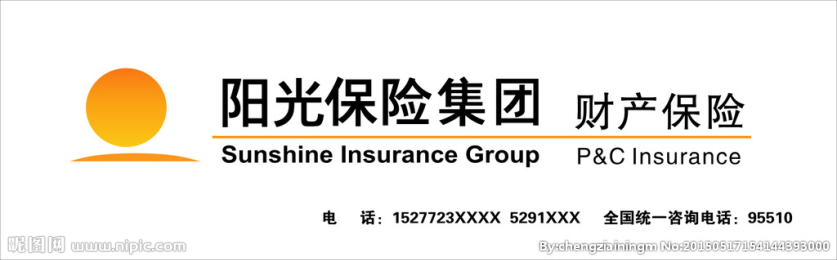 阳光保险集团 财产保险
Sunshine Insurance Group P&C Insurance
电 话：1527723XXXX 5291XXX 全国统一咨询电话：95510
昵图网 www.nipic.com By:chengziainingm No:20150517154144393000